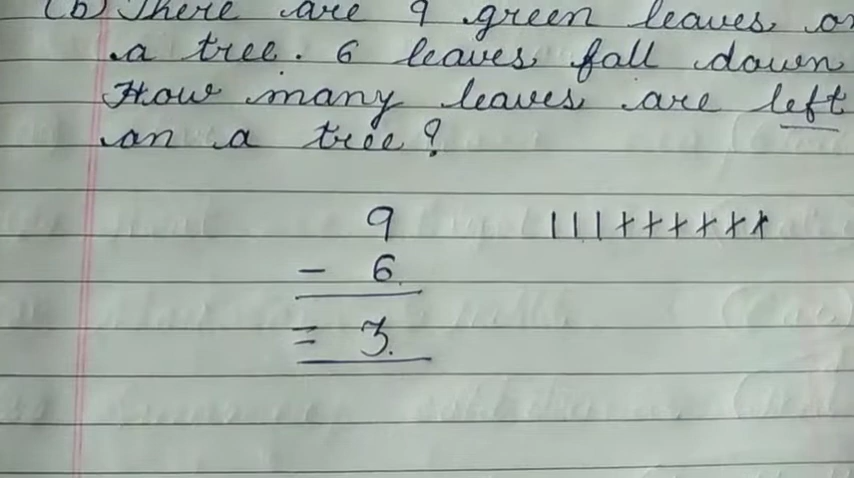 (b) There are 9 green leaves on
a tree. 6 leaves fall down
How many leaves are left
on a tree?
9
- 6
= 3